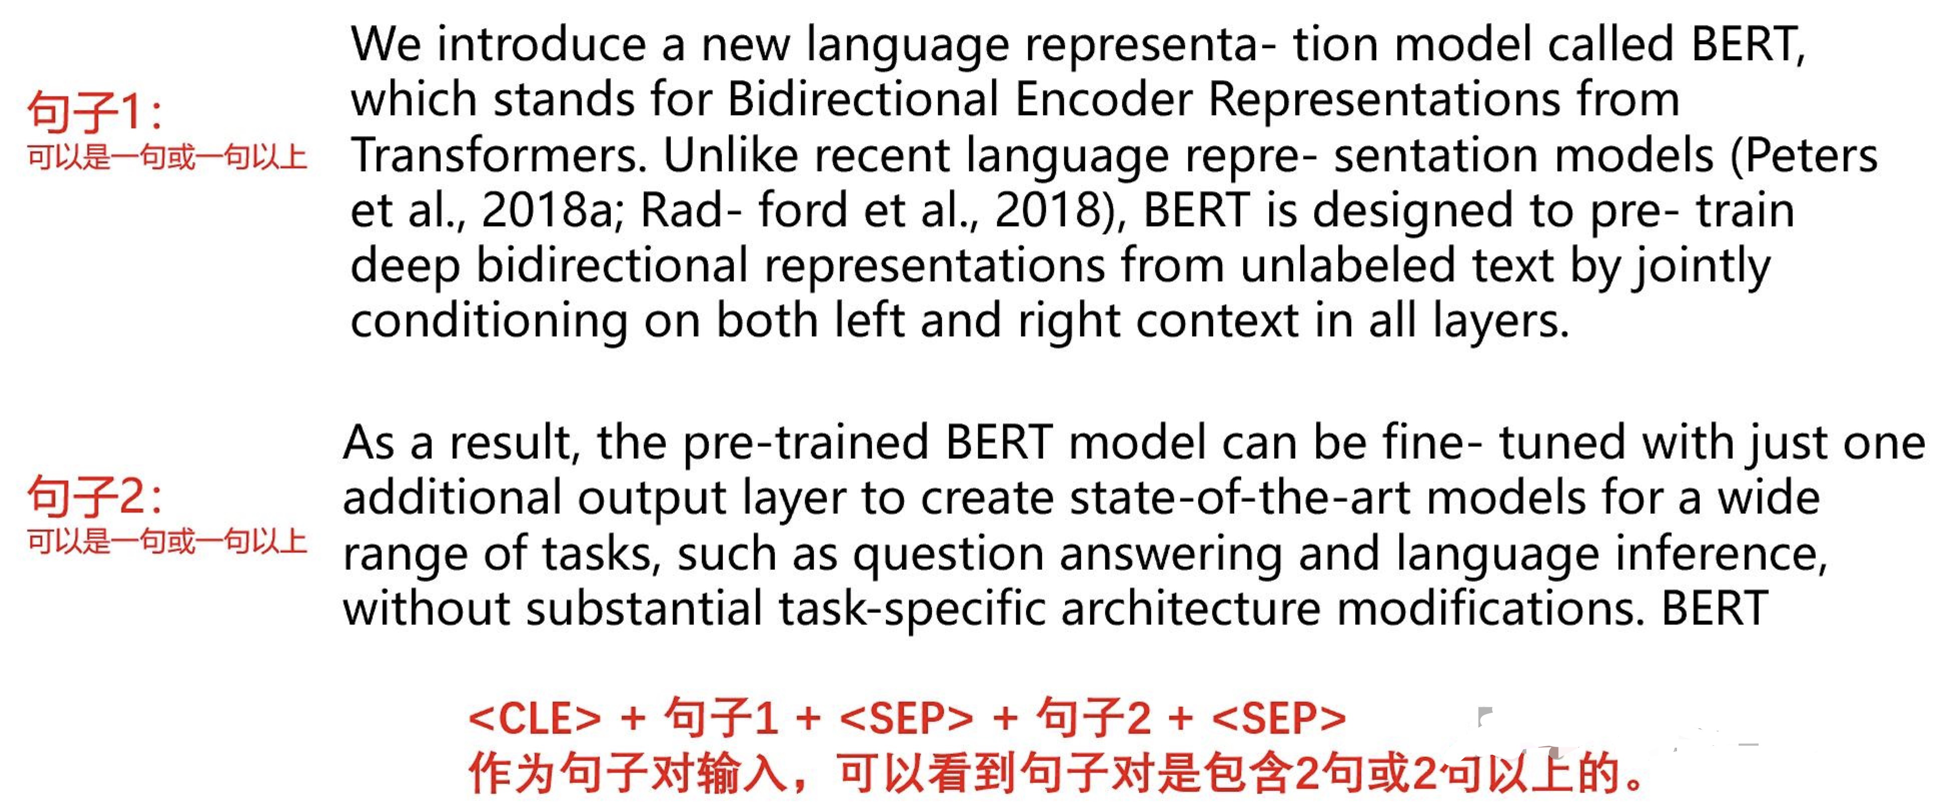 We introduce a new language representa- tion model called BERT,
which stands for Bidirectional Encoder Representations from
句子1：
可以是一句或一句以上
Transformers. Unlike recent language repre- sentation models (Peters
et al., 2018a; Rad- ford et al., 2018), BERT is designed to pre- train
deep bidirectional representations from unlabeled text by jointly
conditioning on both left and right context in all layers.
As a result, the pre-trained BERT model can be fine- tuned with just one
句子2：
可以是一句或一句以上
additional output layer to create state-of-the-art models for a wide
range of tasks, such as question answering and language inference,
without substantial task-specific architecture modifications. BERT
<CLE> + 句子1 + <SEP> + 句子2 + <SEP>
作为句子对输入，可以看到句子对是包含2句或2句以上的。